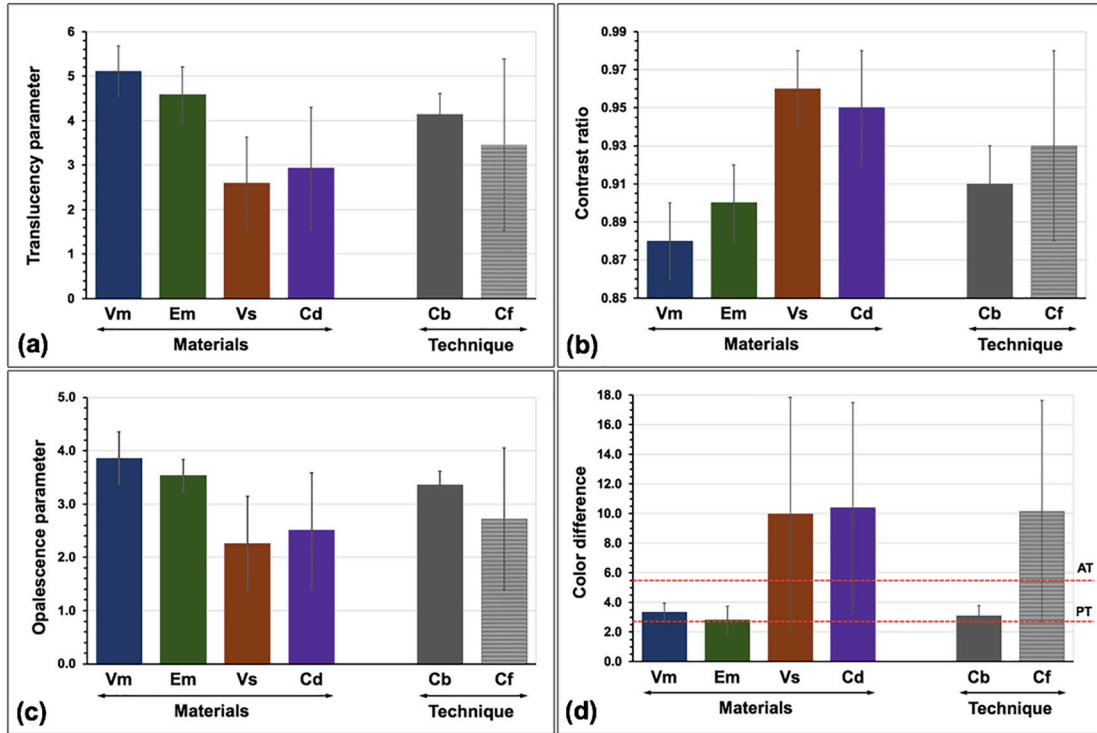 Translucency parameter
6
5
4
3
2
1
0
Vm Em Vs Cd Cb Cf
Materials Technique
(a)
Contrast ratio
0.99
0.97
0.95
0.93
0.91
0.89
0.87
0.85
Vm Em Vs Cd Cb Cf
Materials Technique
(b)
Opalescence parameter
5.0
4.0
3.0
2.0
1.0
0.0
Vm Em Vs Cd Cb Cf
Materials Technique
(c)
Color difference
18.0
16.0
14.0
12.0
10.0
8.0
6.0
4.0
2.0
0.0
AT
PT
Vm Em Vs Cd Cb Cf
Materials Technique
(d)